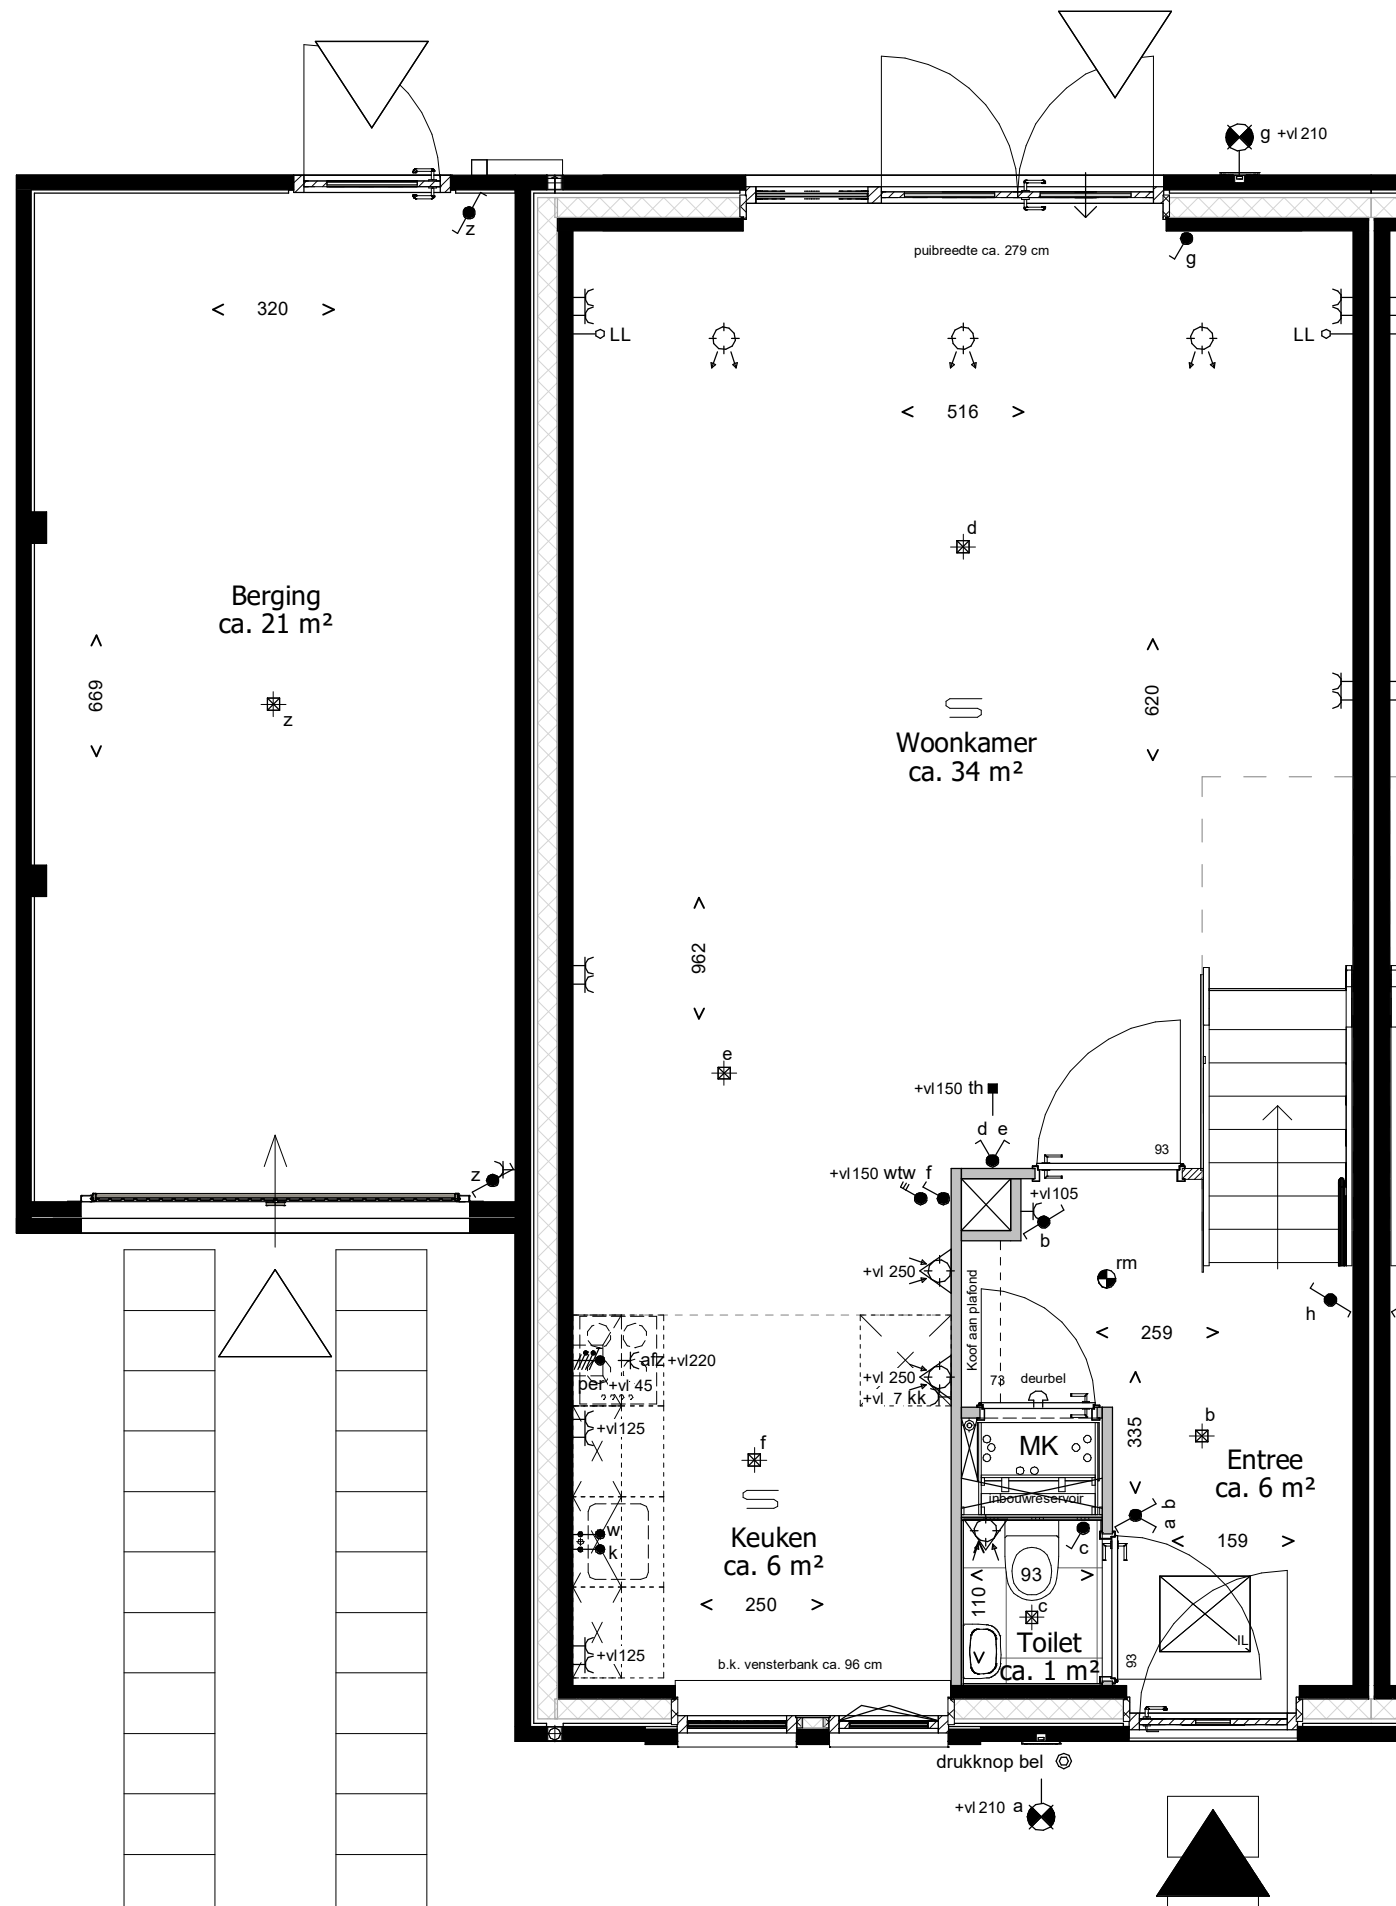 g +vl 210
z
puibreedte ca. 279 cm
g
< 320 >
LL
LL
< 516 >
d
Berging
ca. 21 m²
< 669 >
z
< 620 >
Woonkamer
ca. 34 m²
< 962 >
e
+vl150 th
d e
93
z
+vl150 wtw f
+vl105
b
+vl 250
rm
h
Koof aan plafond
< 259 >
afz +vl220
per +vl 45
+vl 250
+vl 7 kk
73
deurbel
+vl125
f
< 335 >
b
MK
Entree
ca. 6 m²
inbouwreservoir
a b
w
k
Keuken
ca. 6 m²
c
< 159 >
< 93 >
< 110 >
c
< 250 >
Toilet
ca. 1 m²
IL
+vl125
b.k. vensterbank ca. 96 cm
93
drukknop bel
+vl 210 a